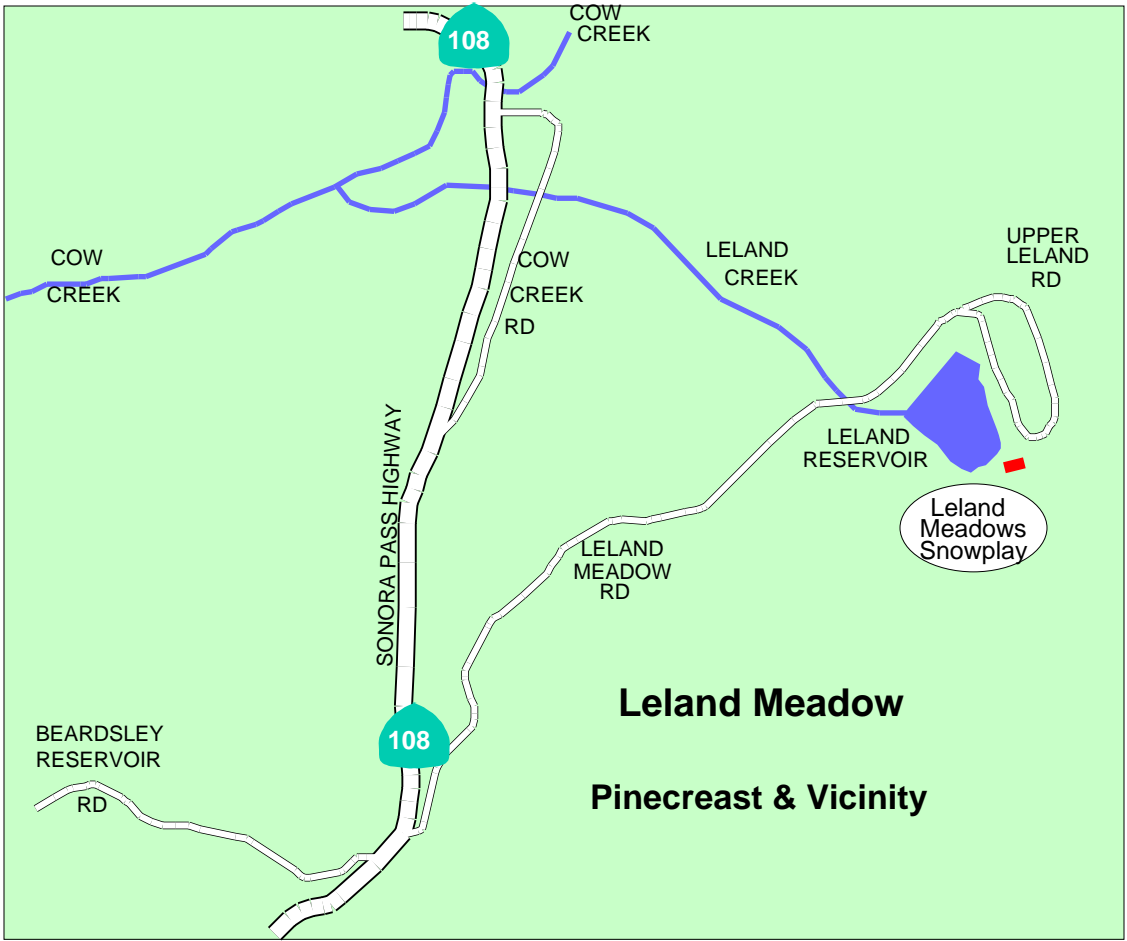 COW
CREEK
108
UPPER
LELAND
RD
LELAND
CREEK
COW
CREEK
COW
CREEK
RD
SONORA PASS HIGHWAY
LELAND
RESERVOIR
Leland
Meadows
Snowplay
LELAND
MEADOW
RD
Leland Meadow
108
BEARDSLEY
RESERVOIR
RD
Pinecreast & Vicinity